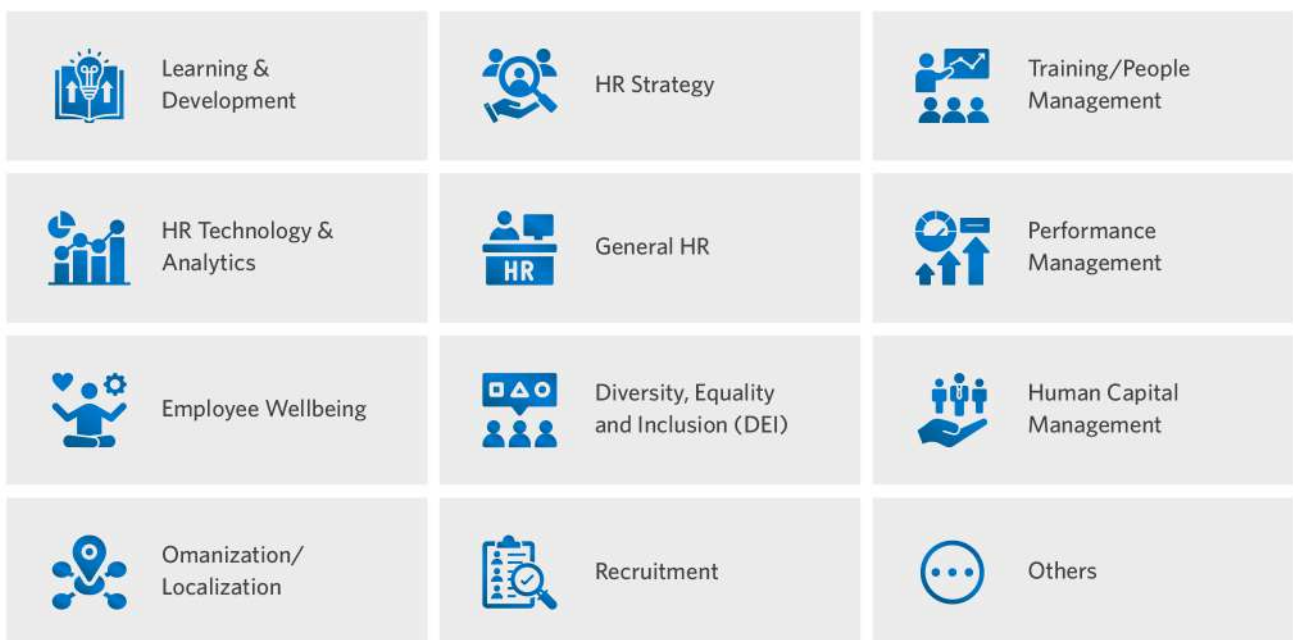 Learning &
Development
HR Strategy
Training/People
Management
HR Technology &
Analytics
HR
General HR
Performance
Management
Employee Wellbeing
Diversity, Equality
and Inclusion (DEI)
Human Capital
Management
Omanization/
Localization
Recruitment
Others